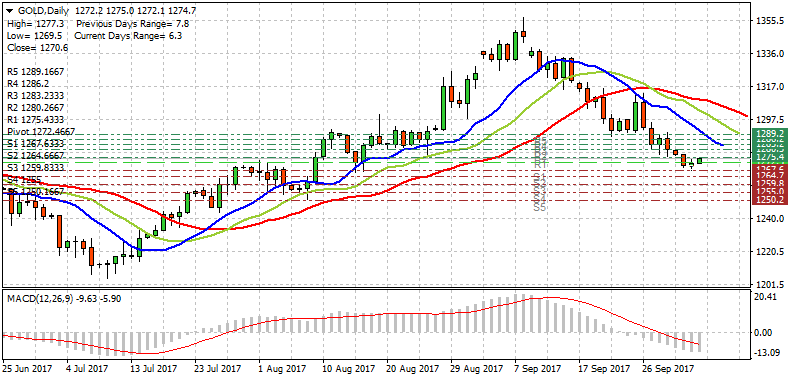 GOLD,Daily 1272.2 1275.0 1272.1 1274.7
High= 1277.3 Previous Days Range= 7.8
Low= 1269.5 Current Days Range= 6.3
Close= 1270.6
R5 1289.1667
R4 1286.2
R3 1283.2333
R2 1280.2667
R1 1275.4333
Pivot 1272.4667
S1 1267.6333
S2 1264.6667
S3 1259.8333
1355.5
1336.0
1317.0
1297.5
1289.2
1275.4
1259.8
1255.0
1250.2
1240.0
1220.5
1201.5
MACD(12,26,9) -9.63 -5.90
20.41
0.00
-13.09
25 Jun 2017 4 Jul 2017 13 Jul 2017 23 Jul 2017 1 Aug 2017 10 Aug 2017 20 Aug 2017 29 Aug 2017 7 Sep 2017 17 Sep 2017 26 Sep 2017